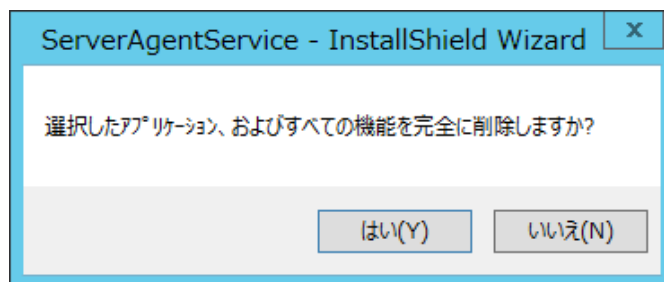 ServerAgentService - InstallShield Wizard
x
選択したｱﾌﾟﾘｹｰｼｮﾝ、およびすべての機能を完全に削除しますか?
はい(Y)
いいえ(N)